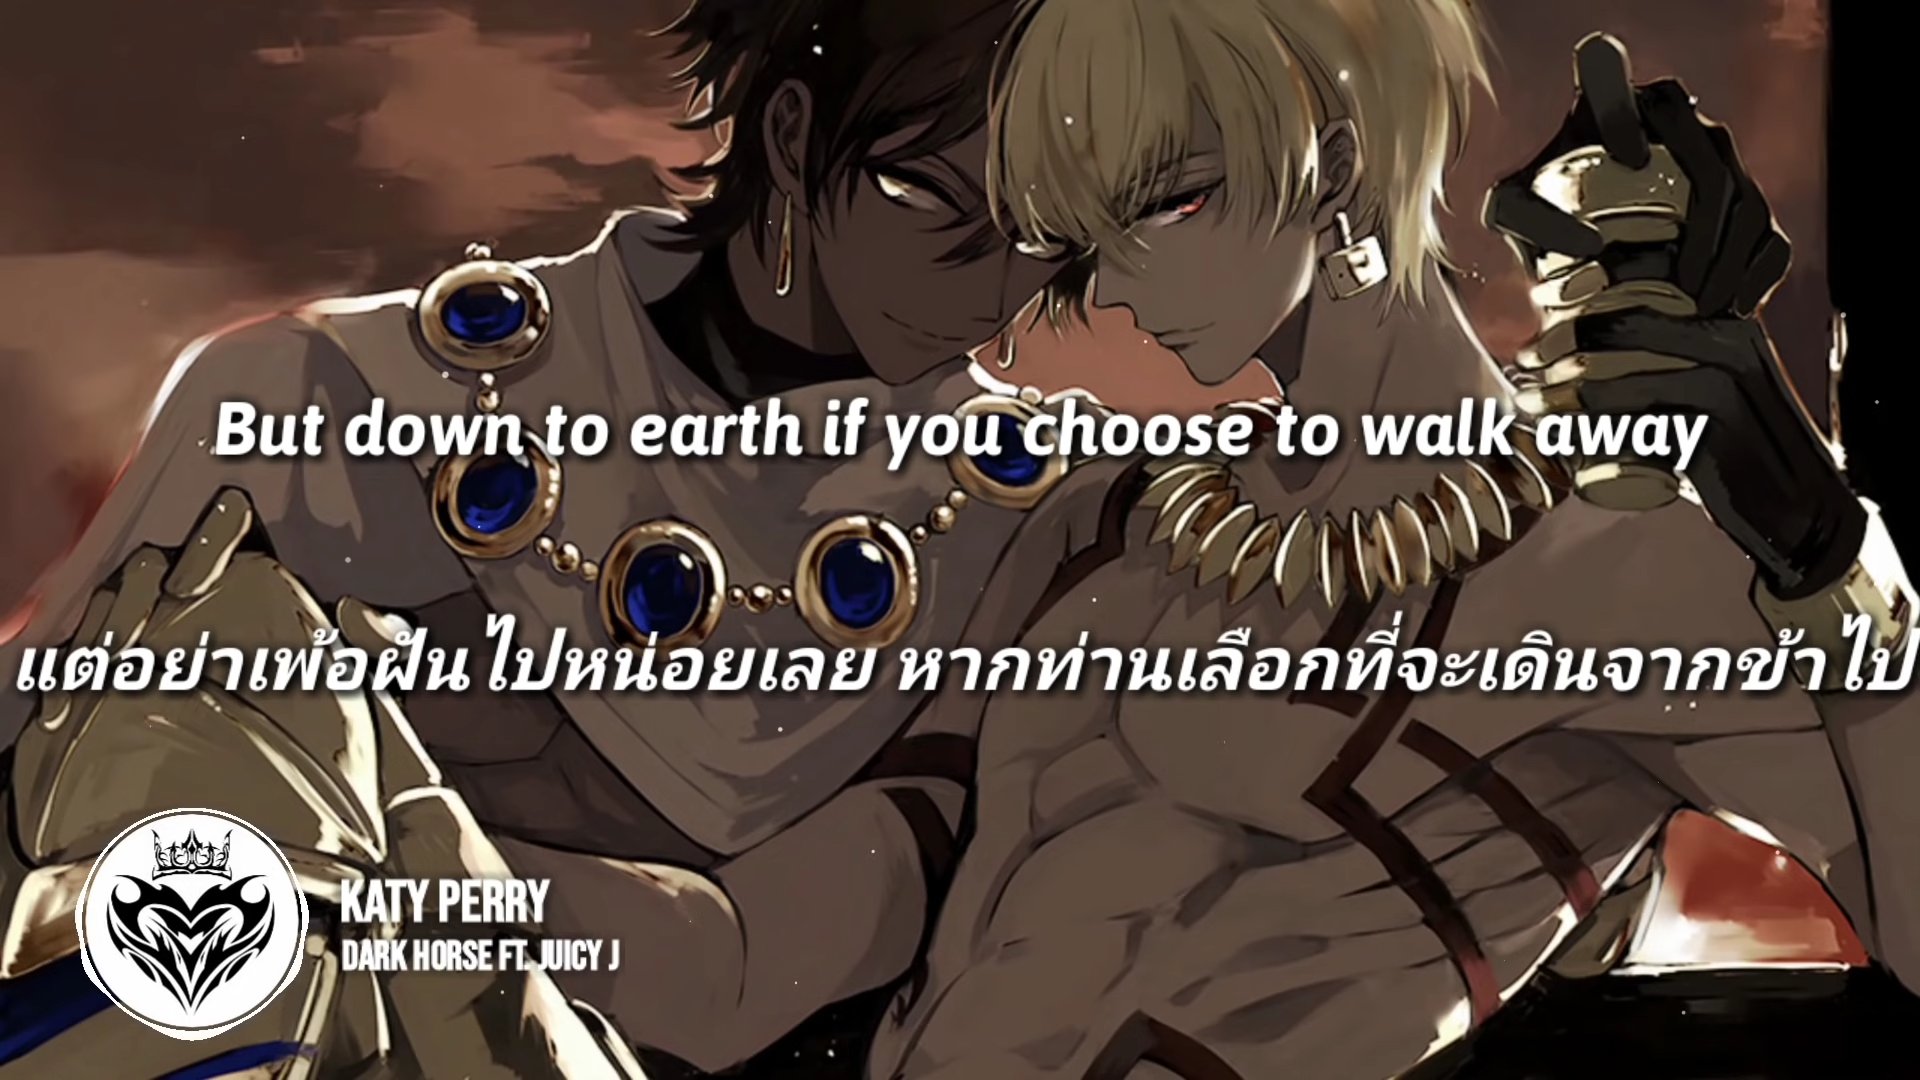 But down to earth if you choose to walk away
แต่อย่าเพ้อฝันไปหน่อยเลย หากท่านเลือกที่จะเดินจากข้าไป
KATY PERRY
DARK HORSE FT. JUICY J